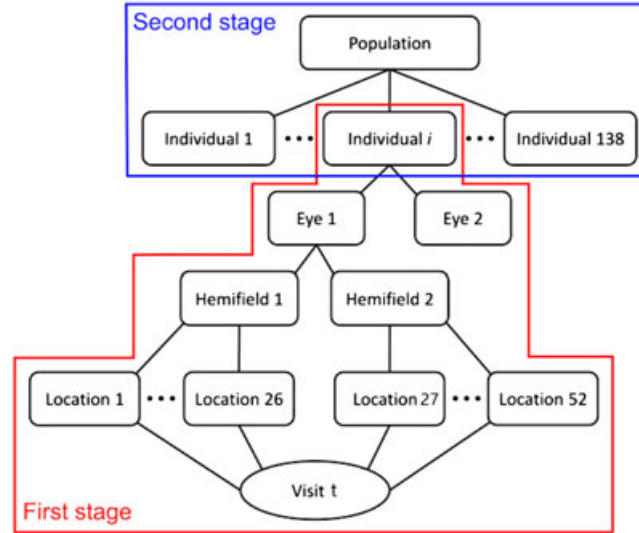 Second stage
Population
Individual 1 ••• Individual i ••• Individual 138
Eye 1 Eye 2
Hemifield 1 Hemifield 2
Location 1 ••• Location 26 Location 27 ••• Location 52
Visit t
First stage